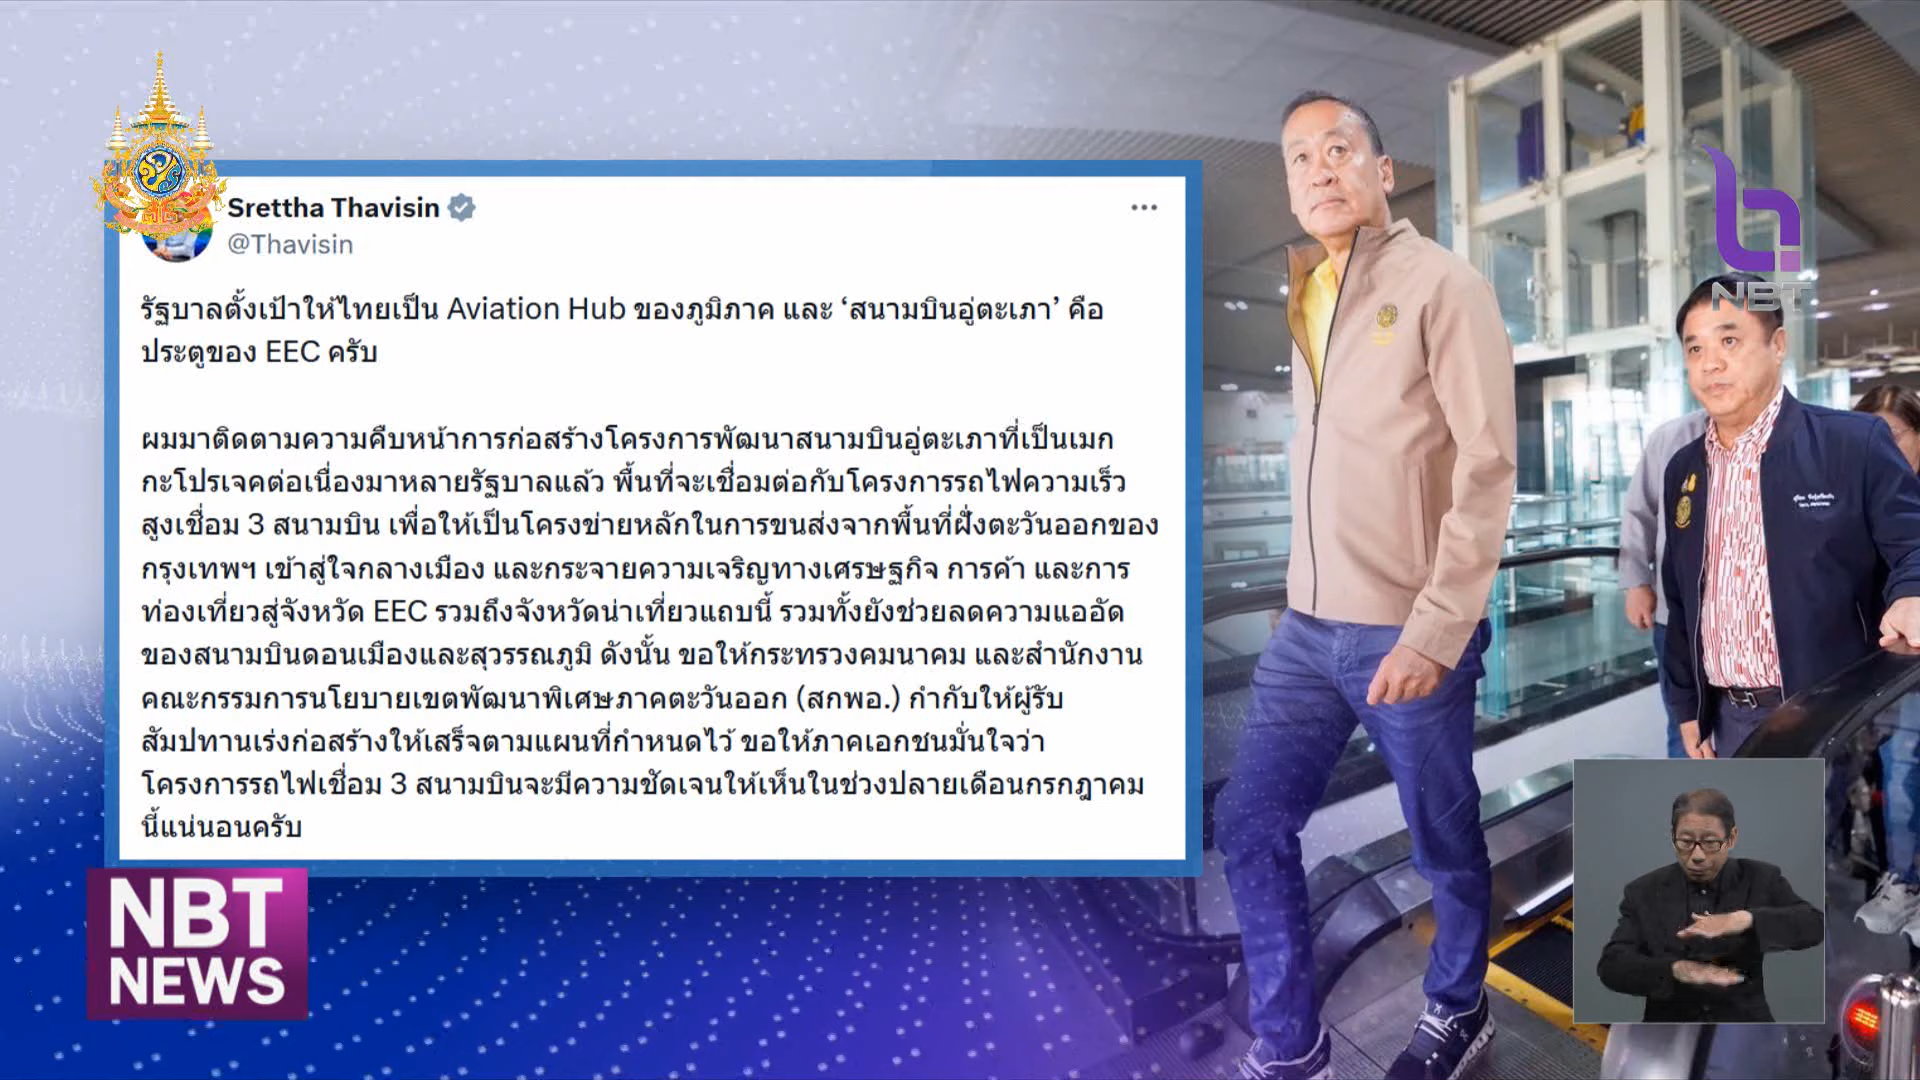 Srettha Thavisin
@Thavisin
รัฐบาลตั้งเป้าให้ไทยเป็น Aviation Hub ของภูมิภาค และ ‘สนามบินอู่ตะเภา’ คือ
ประตูของ EEC ครับ
ผมมาติดตามความคืบหน้าการก่อสร้างโครงการพัฒนาสนามบินอู่ตะเภาที่เป็นเมก
กะโปรเจคต่อเนื่องมาหลายรัฐบาลแล้ว พื้นที่จะเชื่อมต่อกับโครงการรถไฟความเร็ว
สูงเชื่อม 3 สนามบิน เพื่อให้เป็นโครงข่ายหลักในการขนส่งจากพื้นที่ฝั่งตะวันออกของ
กรุงเทพฯ เข้าสู่ใจกลางเมือง และกระจายความเจริญทางเศรษฐกิจ การค้า และการ
ท่องเที่ยวสู่จังหวัด EEC รวมถึงจังหวัดน่าเที่ยวแถบนี้ รวมทั้งยังช่วยลดความแออัด
ของสนามบินดอนเมืองและสุวรรณภูมิ ดังนั้น ขอให้กระทรวงคมนาคม และสำนักงาน
คณะกรรมการนโยบายเขตพัฒนาพิเศษภาคตะวันออก (สกพอ.) กำกับให้ผู้รับ
สัมปทานเร่งก่อสร้างให้เสร็จตามแผนที่กำหนดไว้ ขอให้ภาคเอกชนมั่นใจว่า
โครงการรถไฟเชื่อม 3 สนามบินจะมีความชัดเจนให้เห็นในช่วงปลายเดือนกรกฎาคม
นี้แน่นอนครับ
NBT
NBT
NEWS